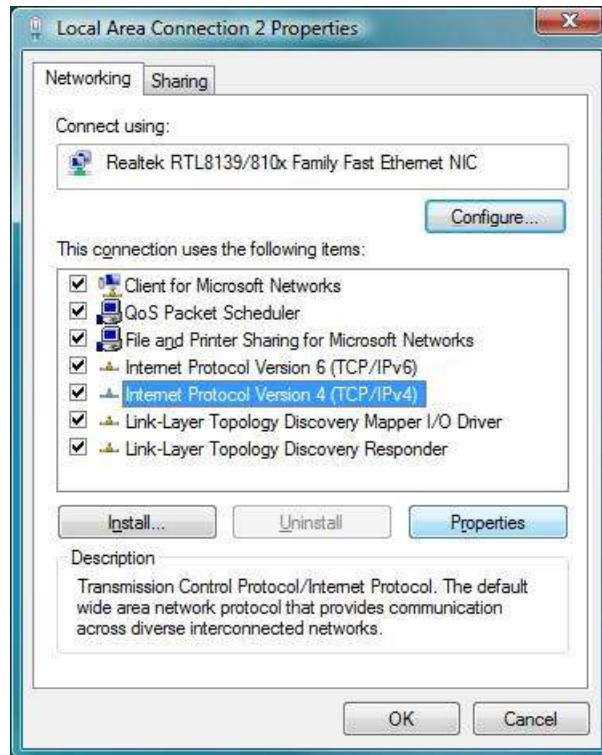 Local Area Connection 2 Properties
Networking
Sharing
Connect using:
Realtek RTL8139/810x Family Fast Ethernet NIC
Configure...
This connection uses the following items:
Client for Microsoft Networks
QoS Packet Scheduler
File and Printer Sharing for Microsoft Networks
Internet Protocol Version 6 (TCP/IPv6)
Internet Protocol Version 4 (TCP/IPv4)
Link-Layer Topology Discovery Mapper I/O Driver
Link-Layer Topology Discovery Responder
Install...
Uninstall
Properties
Description
Transmission Control Protocol/Internet Protocol. The default
wide area network protocol that provides communication
across diverse interconnected networks.
OK
Cancel